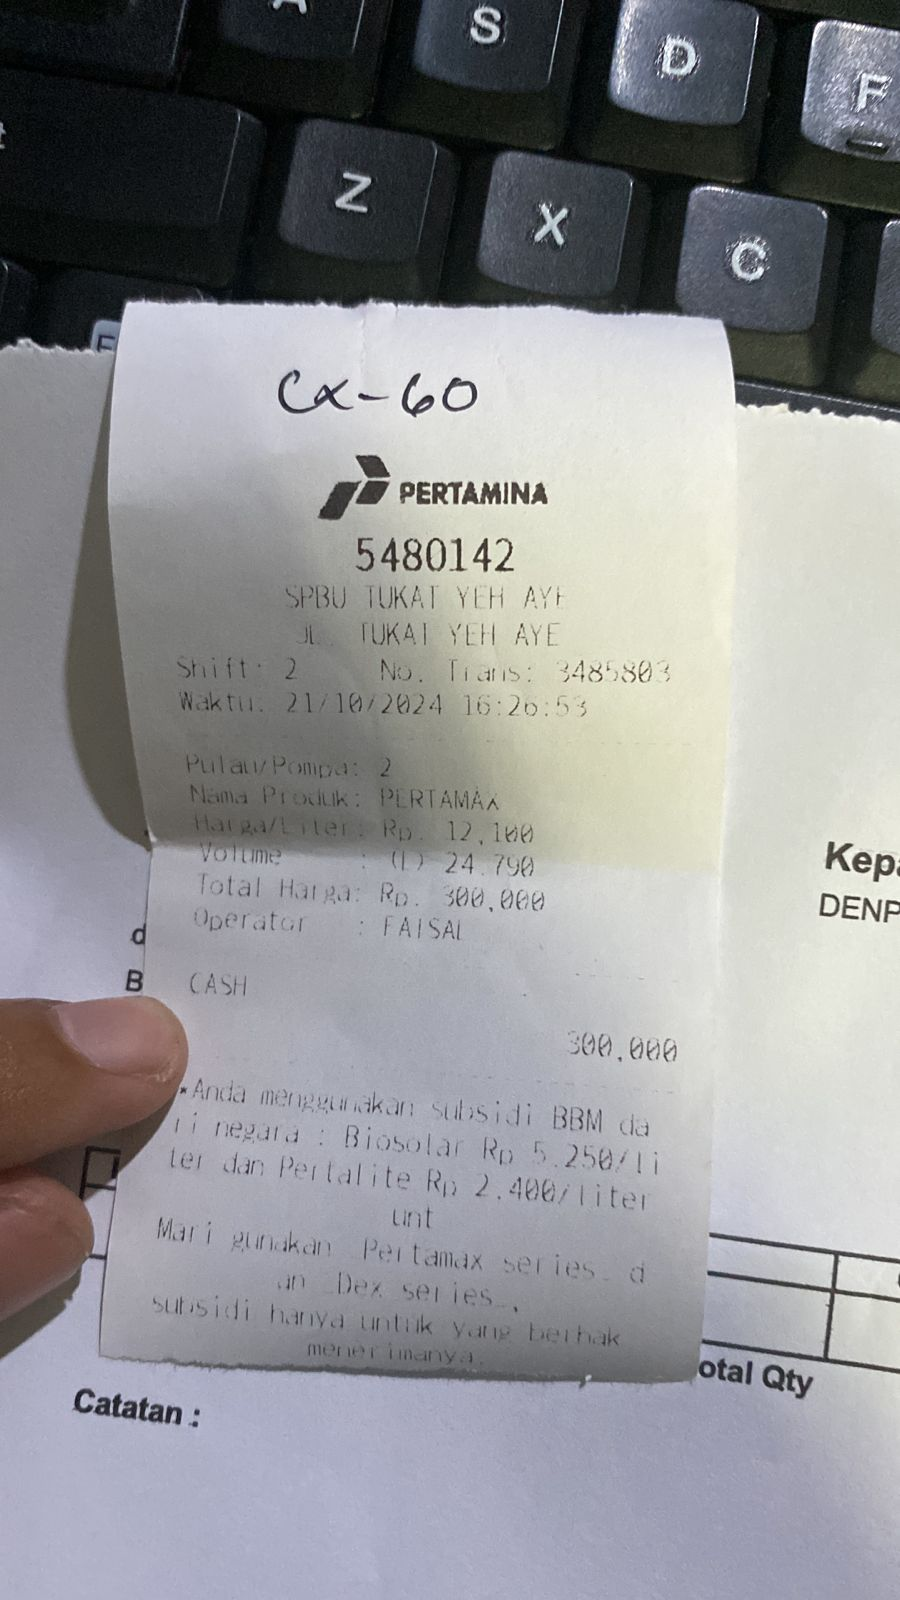 A
S
D
F
Z
X
C
CX-60
PERTAMINA
5480142
SPBU TUKAT YEH AYE
JL. TUKAT YEH AYE
Shift: 2 No. Trans: 3485803
Waktu: 21/10/2024 16:26:53
Pulau/Pompa: 2
Nama Produk: PERTAMAX
Harga/Liter: Rp. 12,100
Volume : (L) 24.790
Total Harga: Rp. 300,000
Operator : FAISAL
CASH
300,000
*Anda menggunakan subsidi BBM da
ri negara : Biosolar Rp 5.250/li
ter dan Pertalite Rp 2.400/liter
unt
Mari gunakan Pertamax series_ d
an _Dex series_,
subsidi hanya untuk yang berhak
menerimanya.
Kepa
DENP
d
B
otal Qty
Catatan :